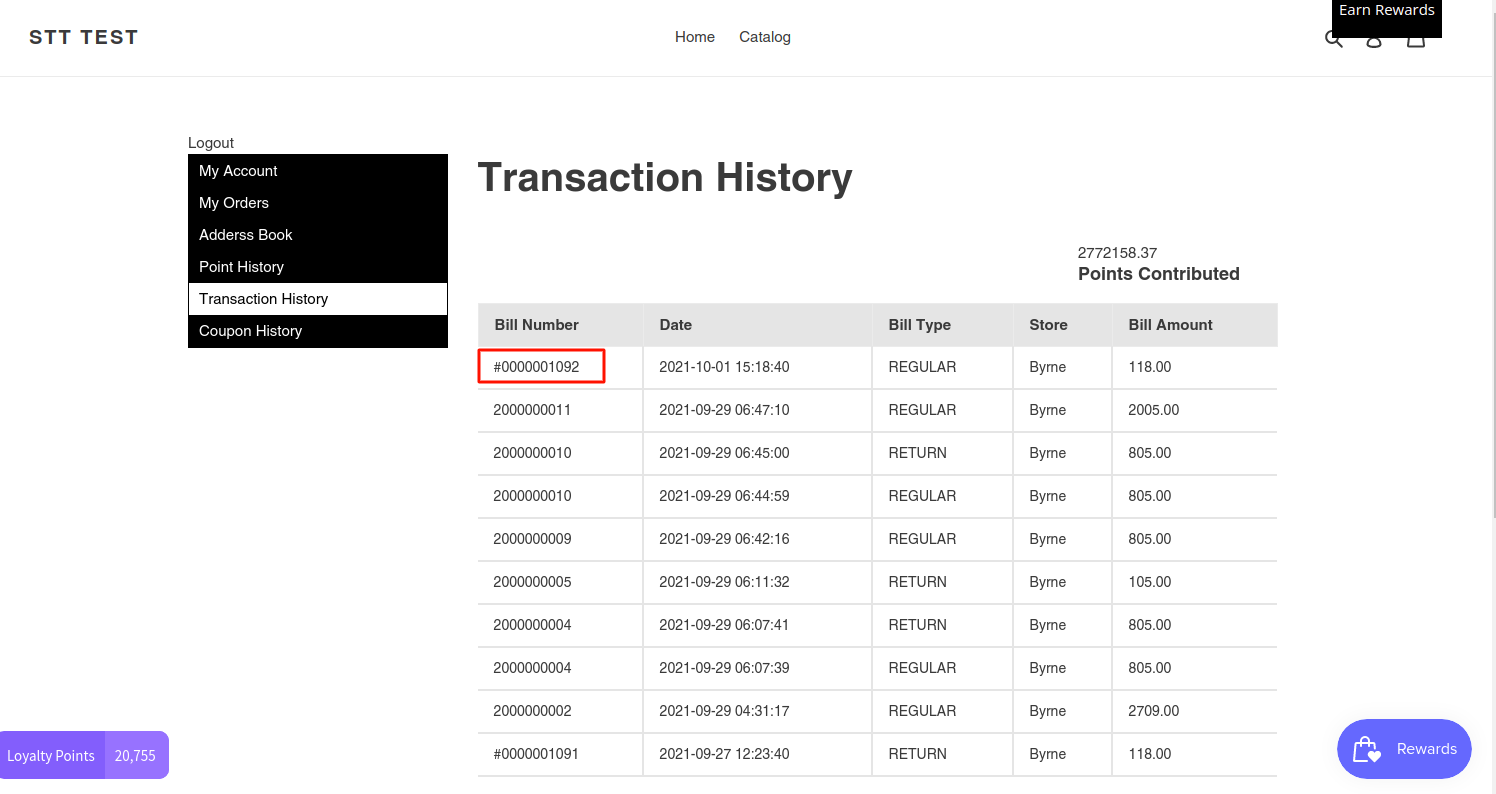 Earn Rewards
STT TEST
Home Catalog
Logout
My Account
My Orders
Adderss Book
Point History
Transaction History
Coupon History
Transaction History
2772158.37
Points Contributed
Bill Number Date Bill Type Store Bill Amount
#0000001092 2021-10-01 15:18:40 REGULAR Byrne 118.00
2000000011 2021-09-29 06:47:10 REGULAR Byrne 2005.00
2000000010 2021-09-29 06:45:00 RETURN Byrne 805.00
2000000010 2021-09-29 06:44:59 REGULAR Byrne 805.00
2000000009 2021-09-29 06:42:16 REGULAR Byrne 805.00
2000000005 2021-09-29 06:11:32 RETURN Byrne 105.00
2000000004 2021-09-29 06:07:41 RETURN Byrne 805.00
2000000004 2021-09-29 06:07:39 REGULAR Byrne 805.00
2000000002 2021-09-29 04:31:17 REGULAR Byrne 2709.00
#0000001091 2021-09-27 12:23:40 RETURN Byrne 118.00
Loyalty Points 20,755
Rewards